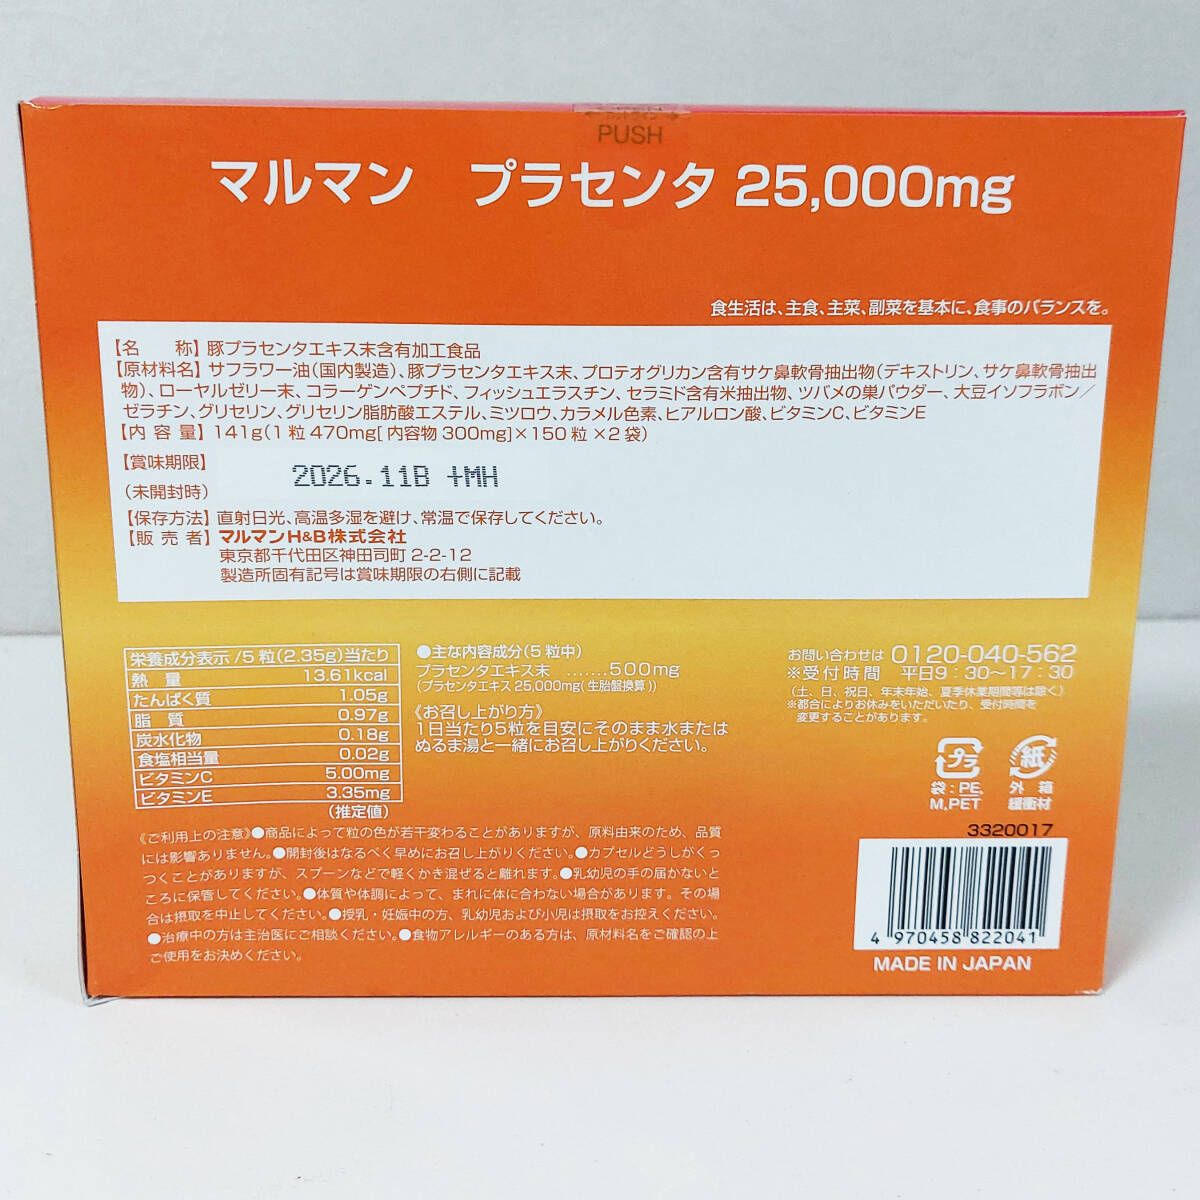 ←カットライン→
PUSH
マルマン プラセンタ 25,000mg
食生活は、主食、主菜、副菜を基本に、食事のバランスを。
【名 称】豚プラセンタエキス末含有加工食品
【原材料名】サフラワー油(国内製造)、豚プラセンタエキス末、プロテオグリカン含有サケ鼻軟骨抽出物(デキストリン、サケ鼻軟骨抽出
物)、ローヤルゼリー末、コラーゲンペプチド、フィッシュエラスチン、セラミド含有米抽出物、ツバメの巣パウダー、大豆イソフラボン/
ゼラチン、グリセリン、グリセリン脂肪酸エステル、ミツロウ、カラメル色素、ヒアルロン酸、ビタミンC、ビタミンE
【内 容 量】141g(1粒 470mg[内容物 300mg]×150粒×2袋)
【賞味期限】
(未開封時)
2026.11B +MH
【保存方法】直射日光、高温多湿を避け、常温で保存してください。
【販 売 者】マルマンH&B株式会社
東京都千代田区神田司町 2-2-12
製造所固有記号は賞味期限の右側に記載
栄養成分表示/5粒(2.35g)当たり
熱 量 13.61kcal
たんぱく質 1.05g
脂 質 0.97g
炭水化物 0.18g
食塩相当量 0.02g
ビタミンC 5.00mg
ビタミンE 3.35mg
(推定値)
●主な内容成分(5粒中)
プラセンタエキス末 .......500mg
(プラセンタエキス 25,000mg(生胎盤換算))
《お召し上がり方》
1日当たり5粒を目安にそのまま水または
ぬるま湯と一緒にお召し上がりください。
お問い合わせは 0120-040-562
※受付時間 平日9:30〜17:30
(土、日、祝日、年末年始、夏季休業期間等は除く)
※都合によりお休みをいただいたり、受付時間を
変更することがあります。
プラ
袋:PE,
M,PET
紙
外 箱
緩衝材
《ご利用上の注意》●商品によって粒の色が若干変わることがありますが、原料由来のため、品質
には影響ありません。●開封後はなるべく早めにお召し上がりください。●カプセルどうしがくっ
つくことがありますが、スプーンなどで軽くかき混ぜると離れます。●乳幼児の手の届かないと
ころに保管してください。●体質や体調によって、まれに体に合わない場合があります。その場
合は摂取を中止してください。●授乳・妊娠中の方、乳幼児および小児は摂取をお控えください。
●治療中の方は主治医にご相談ください。●食物アレルギーのある方は、原材料名をご確認の上
ご使用をお決めください。
3320017
4 970458 822041
MADE IN JAPAN